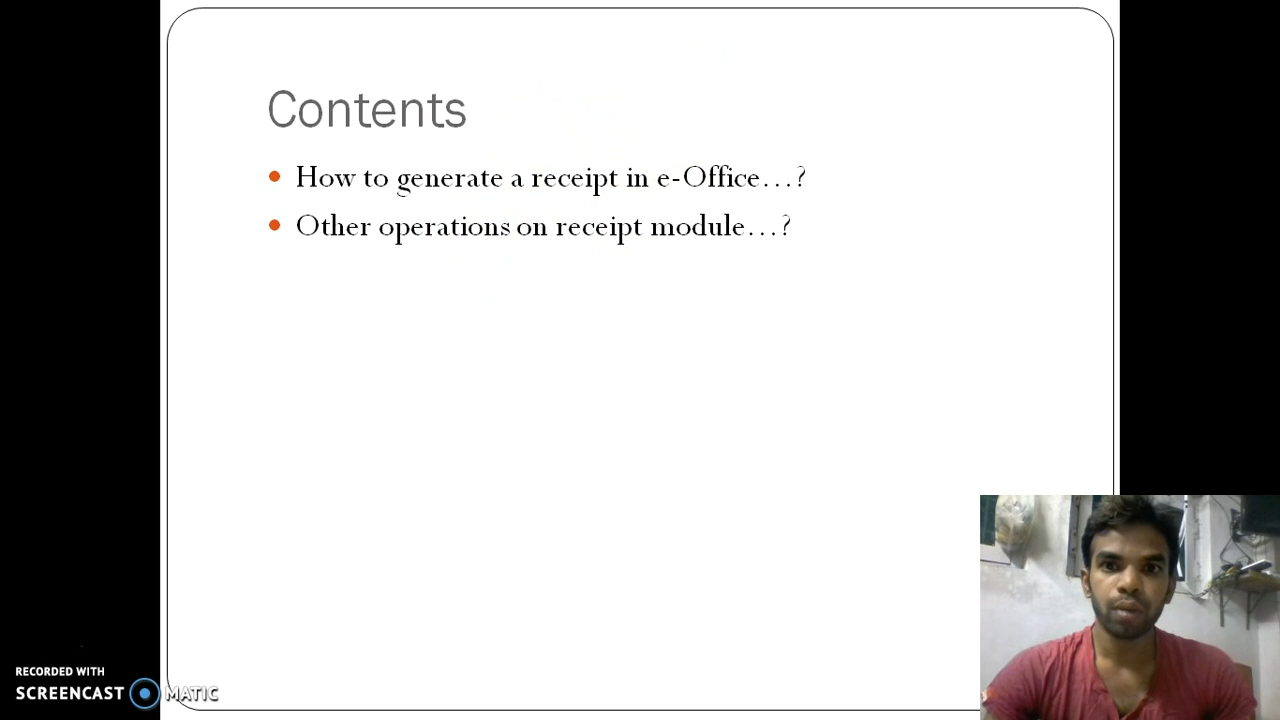 Contents
How to generate a receipt in e-Office...?
Other operations on receipt module...?
RECORDED WITH
SCREENCAST MATIC